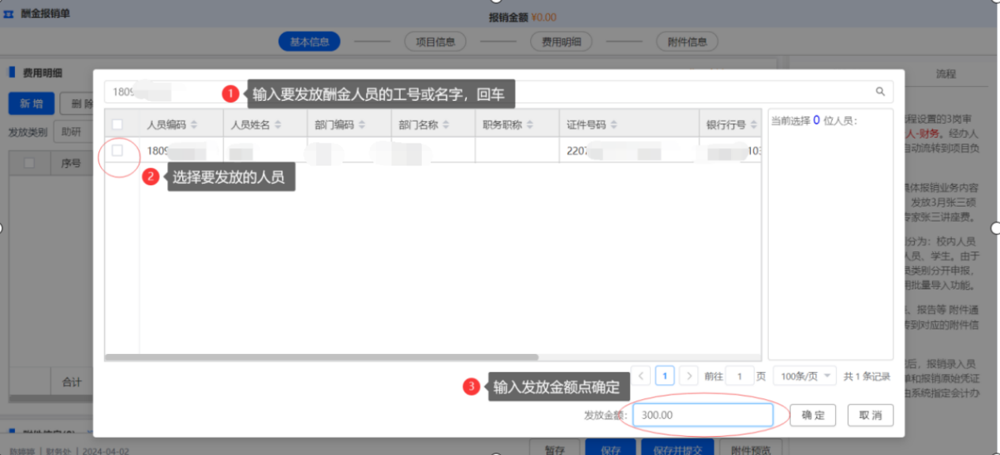 酬金报销单
报销金额 ¥0.00
基本信息
项目信息
费用明细
附件信息
费用明细
流程
新增
删除
发放类别
助研
序号
合计
1809
1 输入要发放酬金人员的工号或名字，回车
人员编码
人员姓名
部门编码
部门名称
职务职称
证件号码
银行行号
当前选择 0 位人员：
1809
2207
103
2 选择要发放的人员
3 输入发放金额点确定
1
前往 1 页
100条/页
共 1 条记录
发放金额：
300.00
确定
取消
程设置的3岗审
人-财务。经办人
自动流转到项目负
具体报销业务内容
发放3月张三硕
专家张三讲座费。
分为：校内人员
人员、学生。由于
员类别分开申报，
用批量导入功能。
、报告等 附件通
传到对应的附件信
后，报销录入员
单和报销原始凭证
由系统指定会计办
财务处 | 2024-04-02
暂存
保存
保存并提交
附件预览